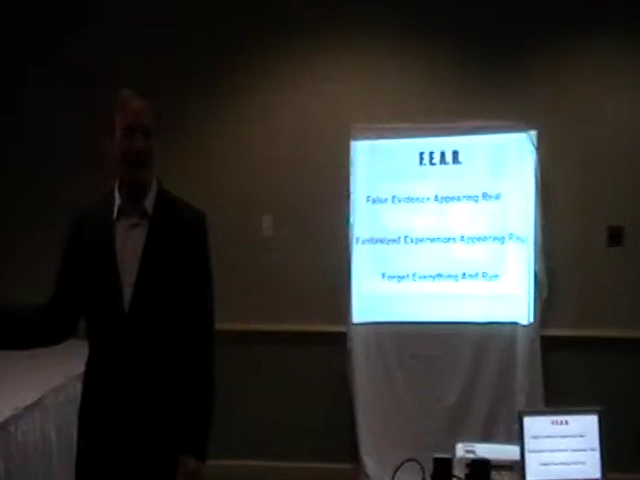 F.E.A.R.
False Evidence Appearing Real
Fantasized Experiences Appearing Real
Forget Everything And Run
F.E.A.R.